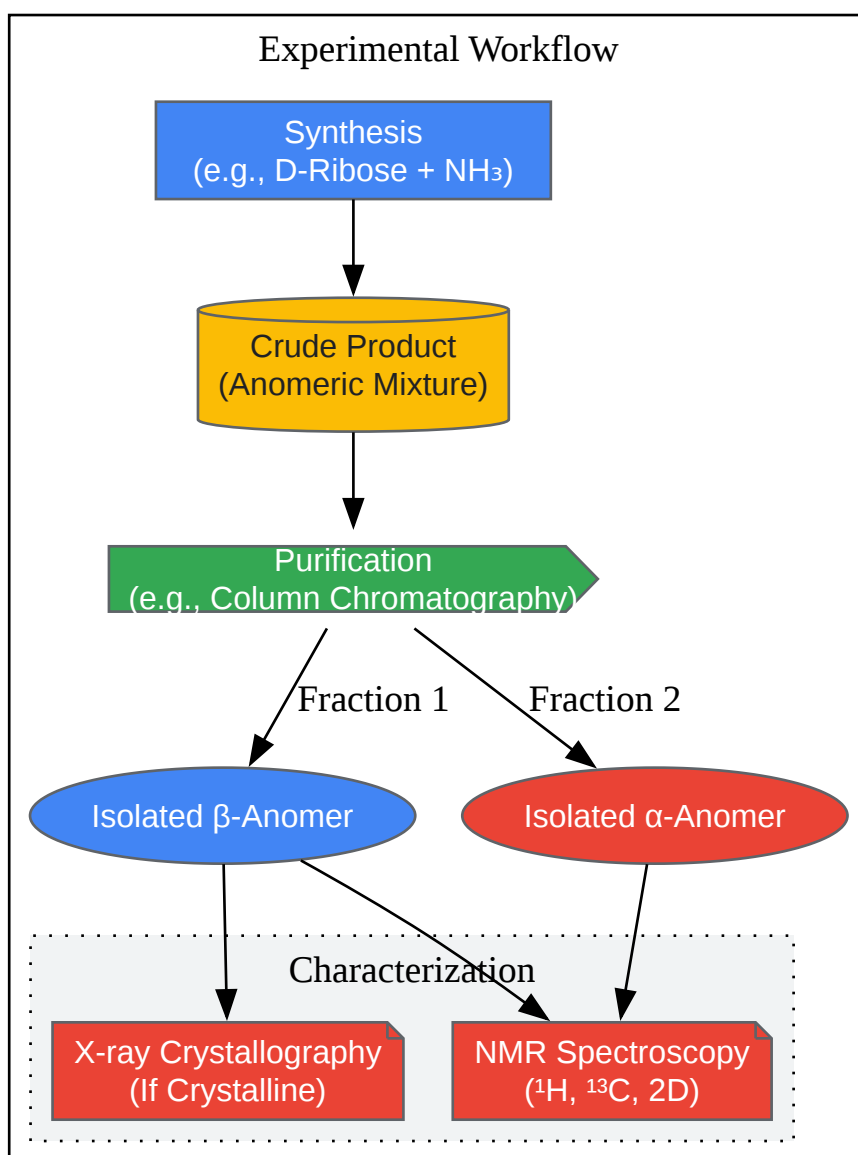 Experimental Workflow
Synthesis
(e.g., D-Ribose + NH₃)
Crude Product
(Anomeric Mixture)
Purification
(e.g., Column Chromatography)
Fraction 1
Fraction 2
Isolated β-Anomer
Isolated α-Anomer
Characterization
X-ray Crystallography
(If Crystalline)
NMR Spectroscopy
(¹H, ¹³C, 2D)